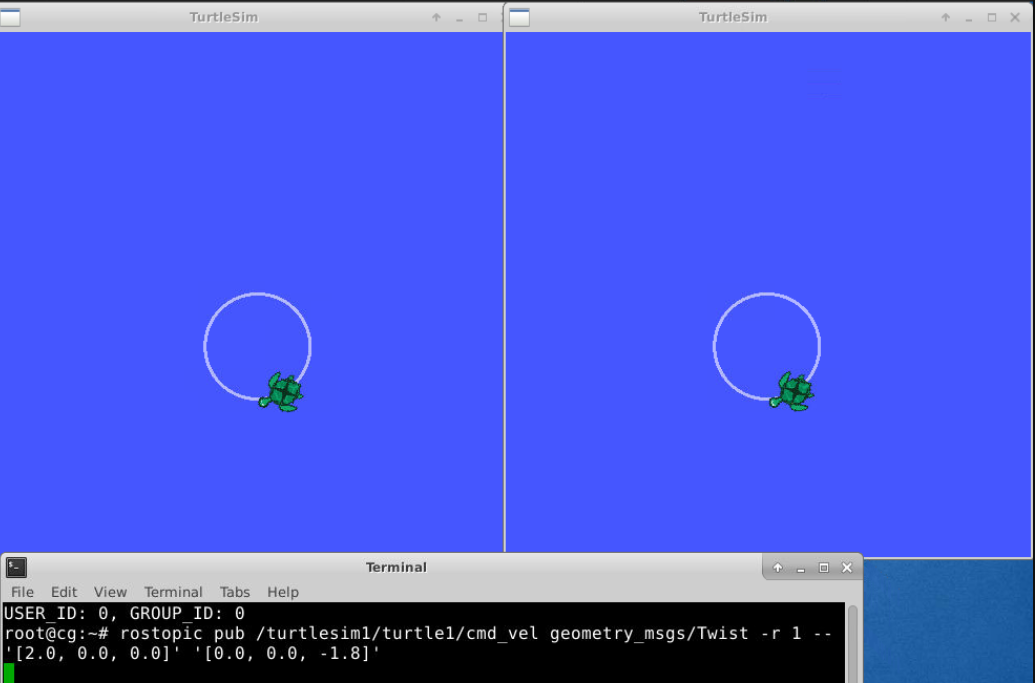 TurtleSim
TurtleSim
Terminal
File Edit View Terminal Tabs Help
USER_ID: 0, GROUP_ID: 0
root@cg:~# rostopic pub /turtlesim1/turtle1/cmd_vel geometry_msgs/Twist -r 1 --
'[2.0, 0.0, 0.0]' '[0.0, 0.0, -1.8]'